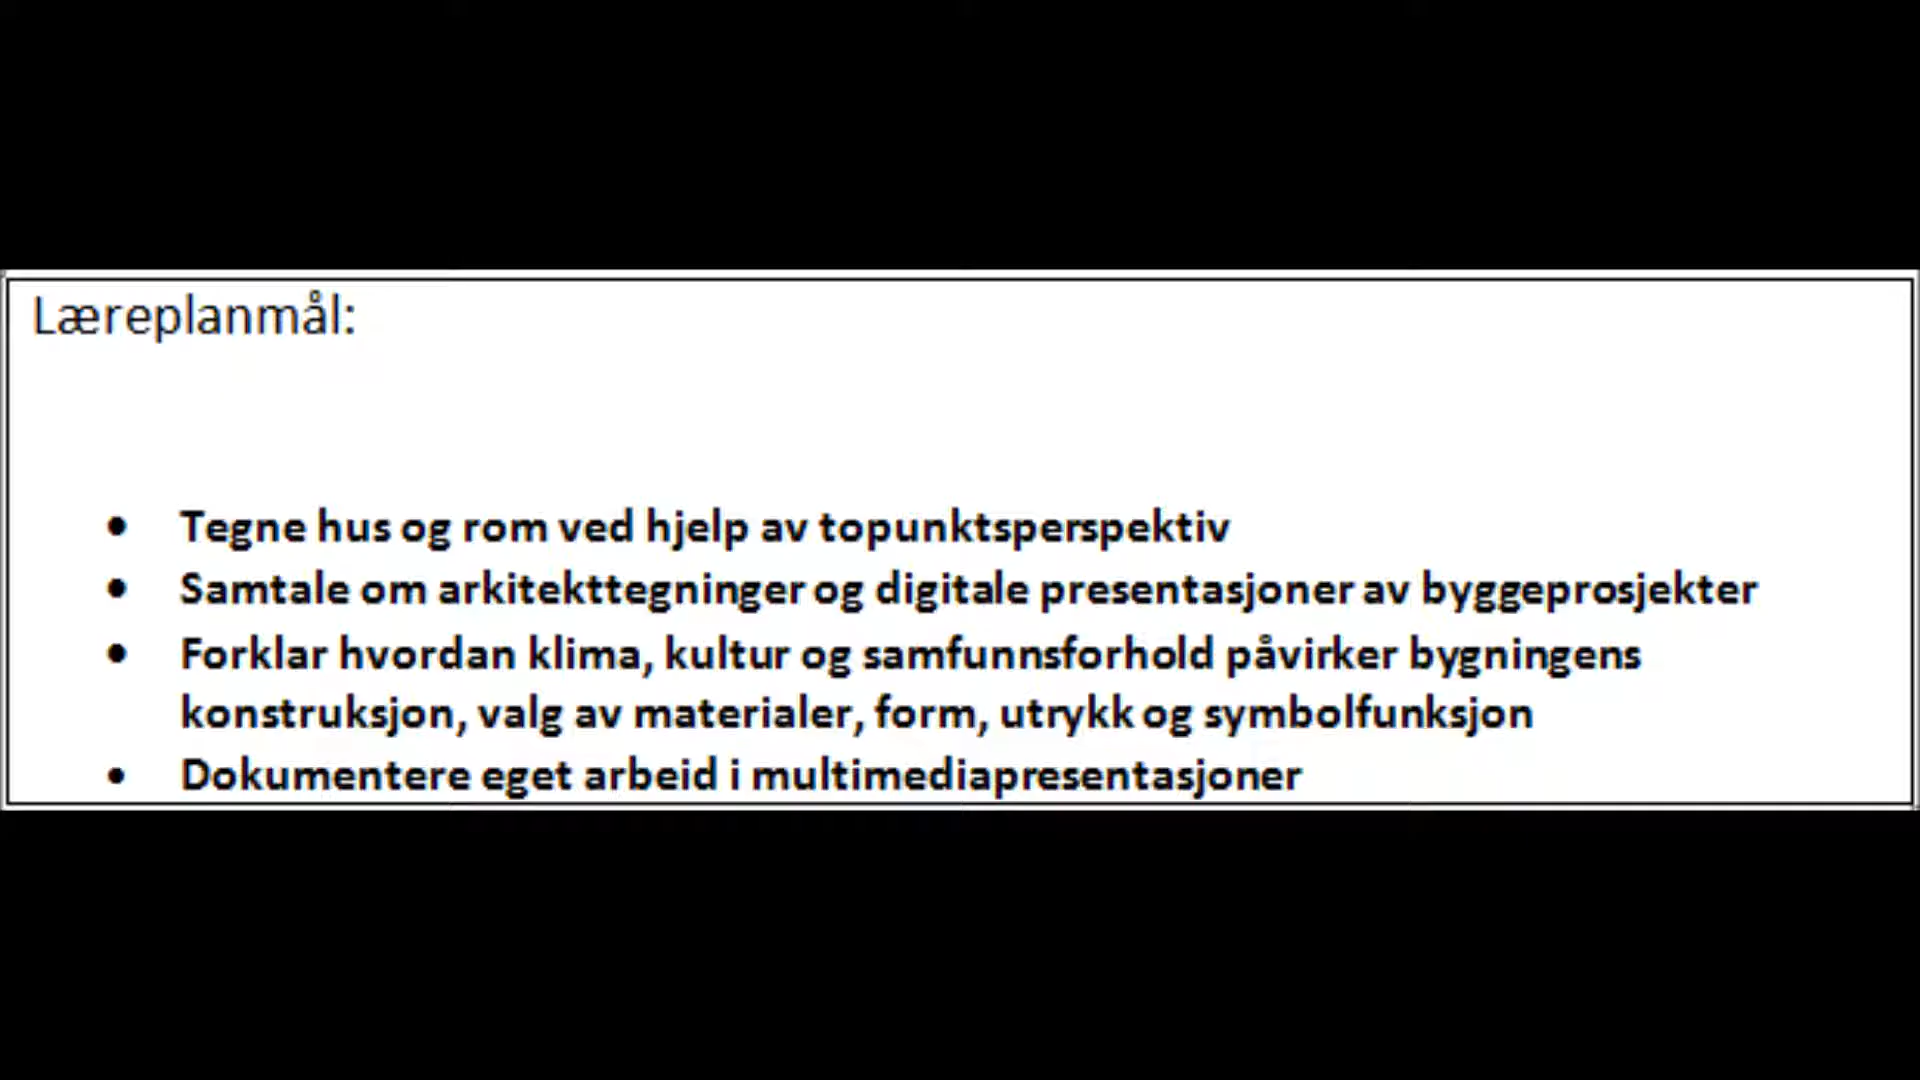 Læreplanmål:
• Tegne hus og rom ved hjelp av topunktsperspektiv
• Samtale om arkitekttegninger og digitale presentasjoner av byggeprosjekter
• Forklar hvordan klima, kultur og samfunnsforhold påvirker bygningens
konstruksjon, valg av materialer, form, utrykk og symbolfunksjon
• Dokumentere eget arbeid i multimediapresentasjoner